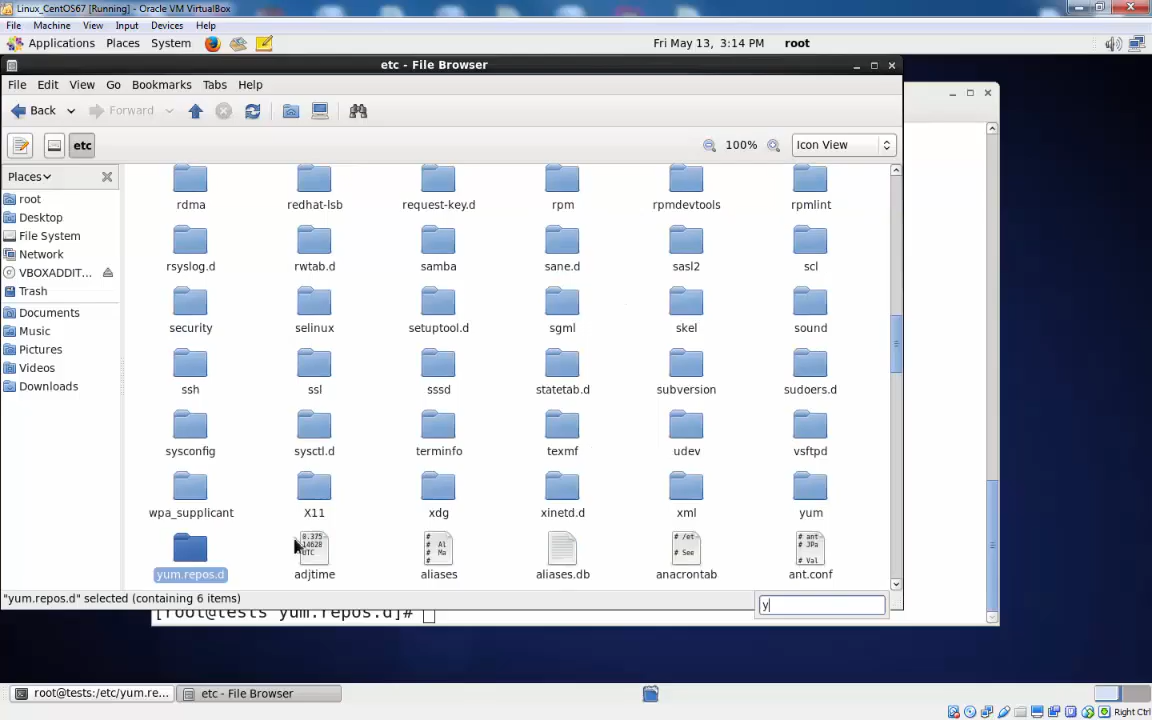 Linux_CentOS67 [Running] - Oracle VM VirtualBox
File Machine View Input Devices Help
Applications Places System Fri May 13, 3:14 PM root
etc - File Browser
File Edit View Go Bookmarks Tabs Help
Back Forward
etc 100% Icon View
Places
root
Desktop
File System
Network
VBOXADDIT...
Trash
Documents
Music
Pictures
Videos
Downloads
rdma redhat-lsb request-key.d rpm rpmdevtools rpmlint
rsyslog.d rwtab.d samba sane.d sasl2 scl
security selinux setuptool.d sgml skel sound
ssh ssl sssd statetab.d subversion sudoers.d
sysconfig sysctl.d terminfo texmf udev vsftpd
wpa_supplicant X11 xdg xinetd.d xml yum
yum.repos.d adjtime aliases aliases.db anacrontab ant.conf
"yum.repos.d" selected (containing 6 items)
y
[root@tests yum.repos.d]#
root@tests:/etc/yum.re... etc - File Browser
Right Ctrl